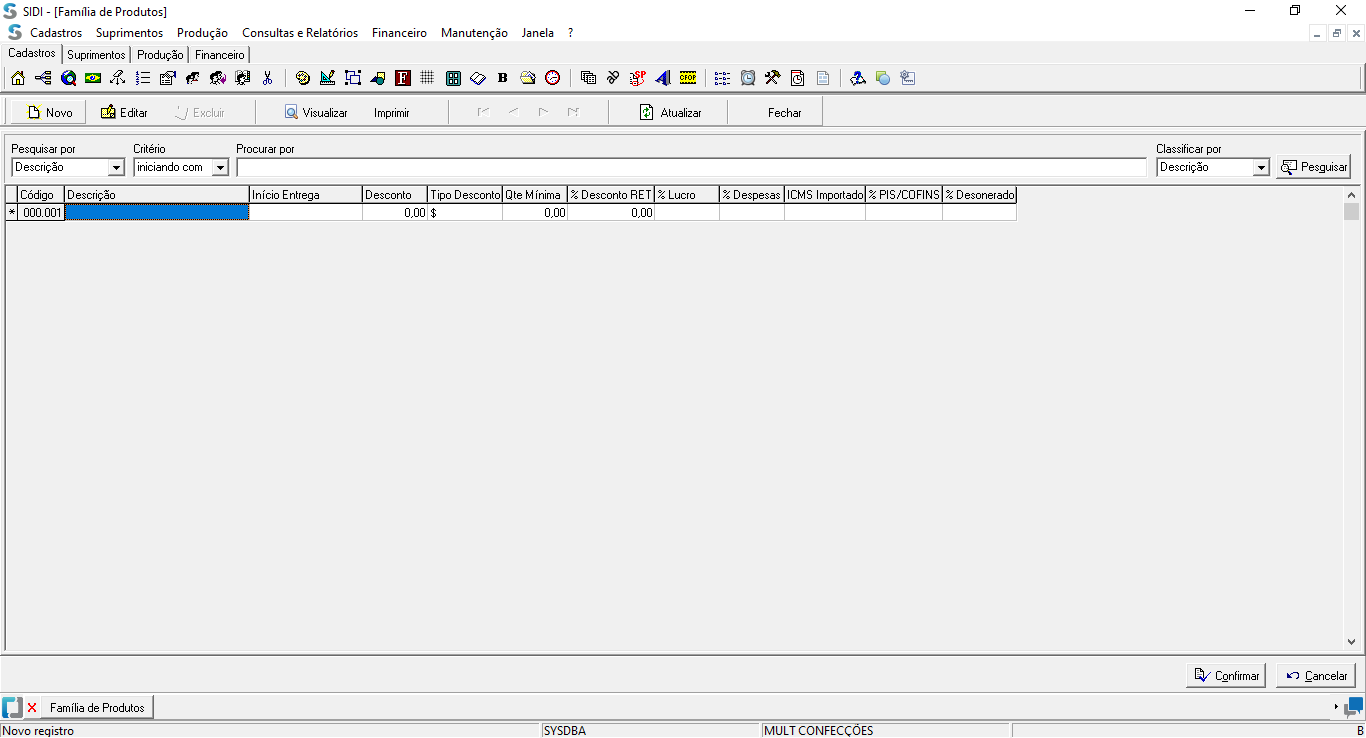 SIDI - [Família de Produtos]
Cadastros Suprimentos Produção Consultas e Relatórios Financeiro Manutenção Janela ?
Cadastros Suprimentos Produção Financeiro
F B SP CFOP
Novo Editar Excluir Visualizar Imprimir Atualizar Fechar
Pesquisar por Critério Procurar por Classificar por
Descrição iniciando com Descrição Pesquisar
Código Descrição Início Entrega Desconto Tipo Desconto Qte Mínima % Desconto RET % Lucro % Despesas ICMS Importado % PIS/COFINS % Desonerado
* 000.001 0,00 $ 0,00 0,00
Confirmar Cancelar
Família de Produtos
Novo registro SYSDBA MULT CONFECÇÕES B